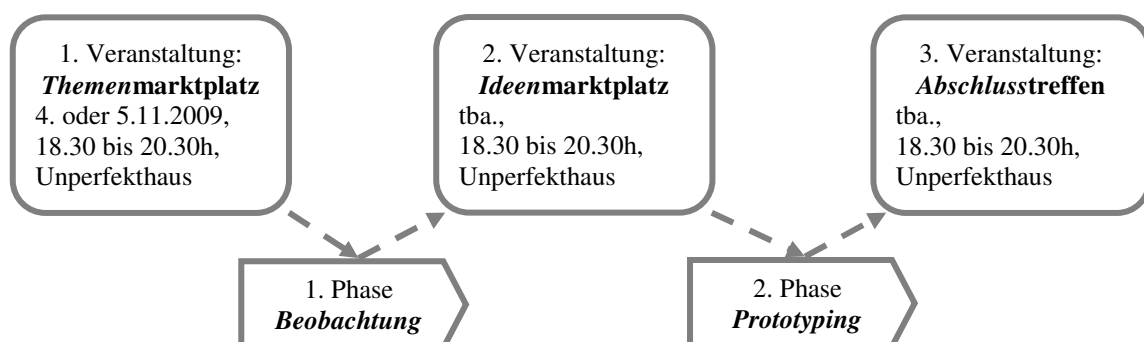 1. Veranstaltung:
Themenmarktplatz
4. oder 5.11.2009,
18.30 bis 20.30h,
Unperfekthaus
2. Veranstaltung:
Ideenmarktplatz
tba.,
18.30 bis 20.30h,
Unperfekthaus
3. Veranstaltung:
Abschlusstreffen
tba.,
18.30 bis 20.30h,
Unperfekthaus
1. Phase
Beobachtung
2. Phase
Prototyping